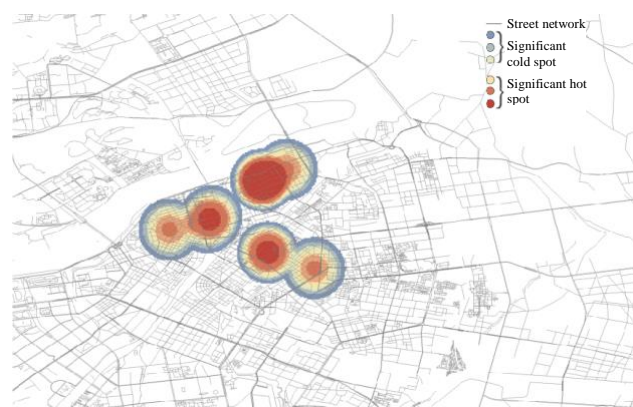 Street network
Significant
cold spot
Significant hot
spot